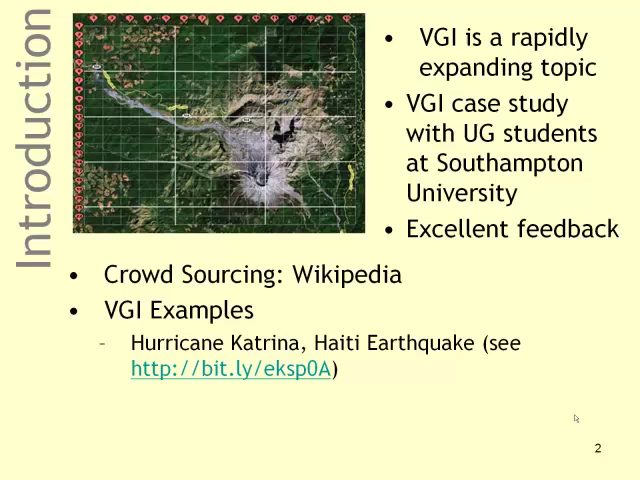 Introduction
• VGI is a rapidly
expanding topic
• VGI case study
with UG students
at Southampton
University
• Excellent feedback
• Crowd Sourcing: Wikipedia
• VGI Examples
– Hurricane Katrina, Haiti Earthquake (see
http://bit.ly/eksp0A)
2